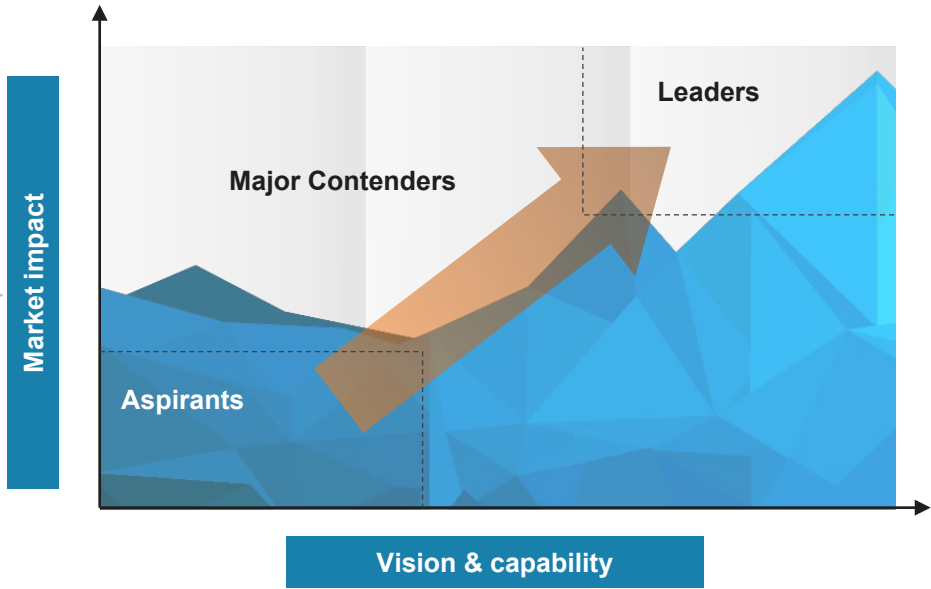 Leaders
Major Contenders
Market impact
Aspirants
Vision & capability